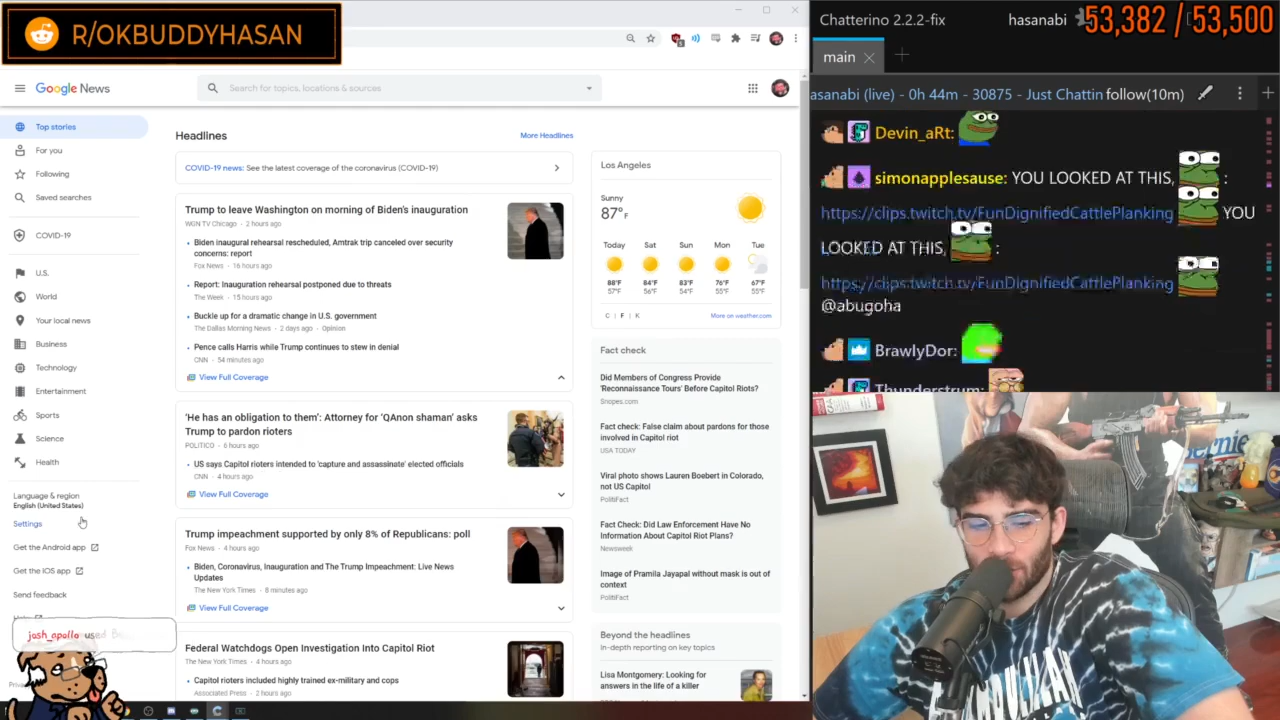 R/OKBUDDYHASAN
Google News
Search for topics, locations & sources
Top stories
For you
Following
Saved searches
COVID-19
U.S.
World
Your local news
Business
Technology
Entertainment
Sports
Science
Health
Language & region
English (United States)
Settings
Get the Android app
Get the iOS app
Send feedback
josh_apollo used
Headlines
More Headlines
COVID-19 news: See the latest coverage of the coronavirus (COVID-19)
Trump to leave Washington on morning of Biden's inauguration
WGN TV Chicago • 2 hours ago
• Biden inaugural rehearsal rescheduled, Amtrak trip canceled over security
concerns: report
Fox News • 16 hours ago
• Report: Inauguration rehearsal postponed due to threats
The Week • 15 hours ago
• Buckle up for a dramatic change in U.S. government
The Dallas Morning News • 2 days ago • Opinion
• Pence calls Harris while Trump continues to stew in denial
CNN • 54 minutes ago
View Full Coverage
'He has an obligation to them': Attorney for 'QAnon shaman' asks
Trump to pardon rioters
POLITICO • 6 hours ago
• US says Capitol rioters intended to 'capture and assassinate' elected officials
CNN • 4 hours ago
View Full Coverage
Trump impeachment supported by only 8% of Republicans: poll
Fox News • 4 hours ago
• Biden, Coronavirus, Inauguration and The Trump Impeachment: Live News
Updates
The New York Times • 8 minutes ago
View Full Coverage
Federal Watchdogs Open Investigation Into Capitol Riot
The New York Times • 4 hours ago
• Capitol rioters included highly trained ex-military and cops
Associated Press • 2 hours ago
Los Angeles
Sunny
87°F
Today Sat Sun Mon Tue
88°F 84°F 83°F 76°F 67°F
57°F 56°F 54°F 55°F 55°F
C | F | K
More on weather.com
Fact check
Did Members of Congress Provide
'Reconnaissance Tours' Before Capitol Riots?
Snopes.com
Fact check: False claim about pardons for those
involved in Capitol riot
USA TODAY
Viral photo shows Lauren Boebert in Colorado,
not US Capitol
PolitiFact
Fact Check: Did Law Enforcement Have No
Information About Capitol Riot Plans?
Newsweek
Image of Pramila Jayapal without mask is out of
context
PolitiFact
Beyond the headlines
In-depth reporting on key topics
Lisa Montgomery: Looking for
answers in the life of a killer
Chatterino 2.2.2-fix
hasanabi
53,382 / 53,500
main
asanabi (live) - 0h 44m - 30875 - Just Chattin follow(10m)
Devin_aRt:
simonapplesauce: YOU LOOKED AT THIS, :
https://clips.twitch.tv/FunDignifiedCattlePlanking YOU
LOOKED AT THIS, :
https://clips.twitch.tv/FunDignifiedCattlePlanking
@abugoha
BrawlyDor:
Thunderstrum:
Bernie